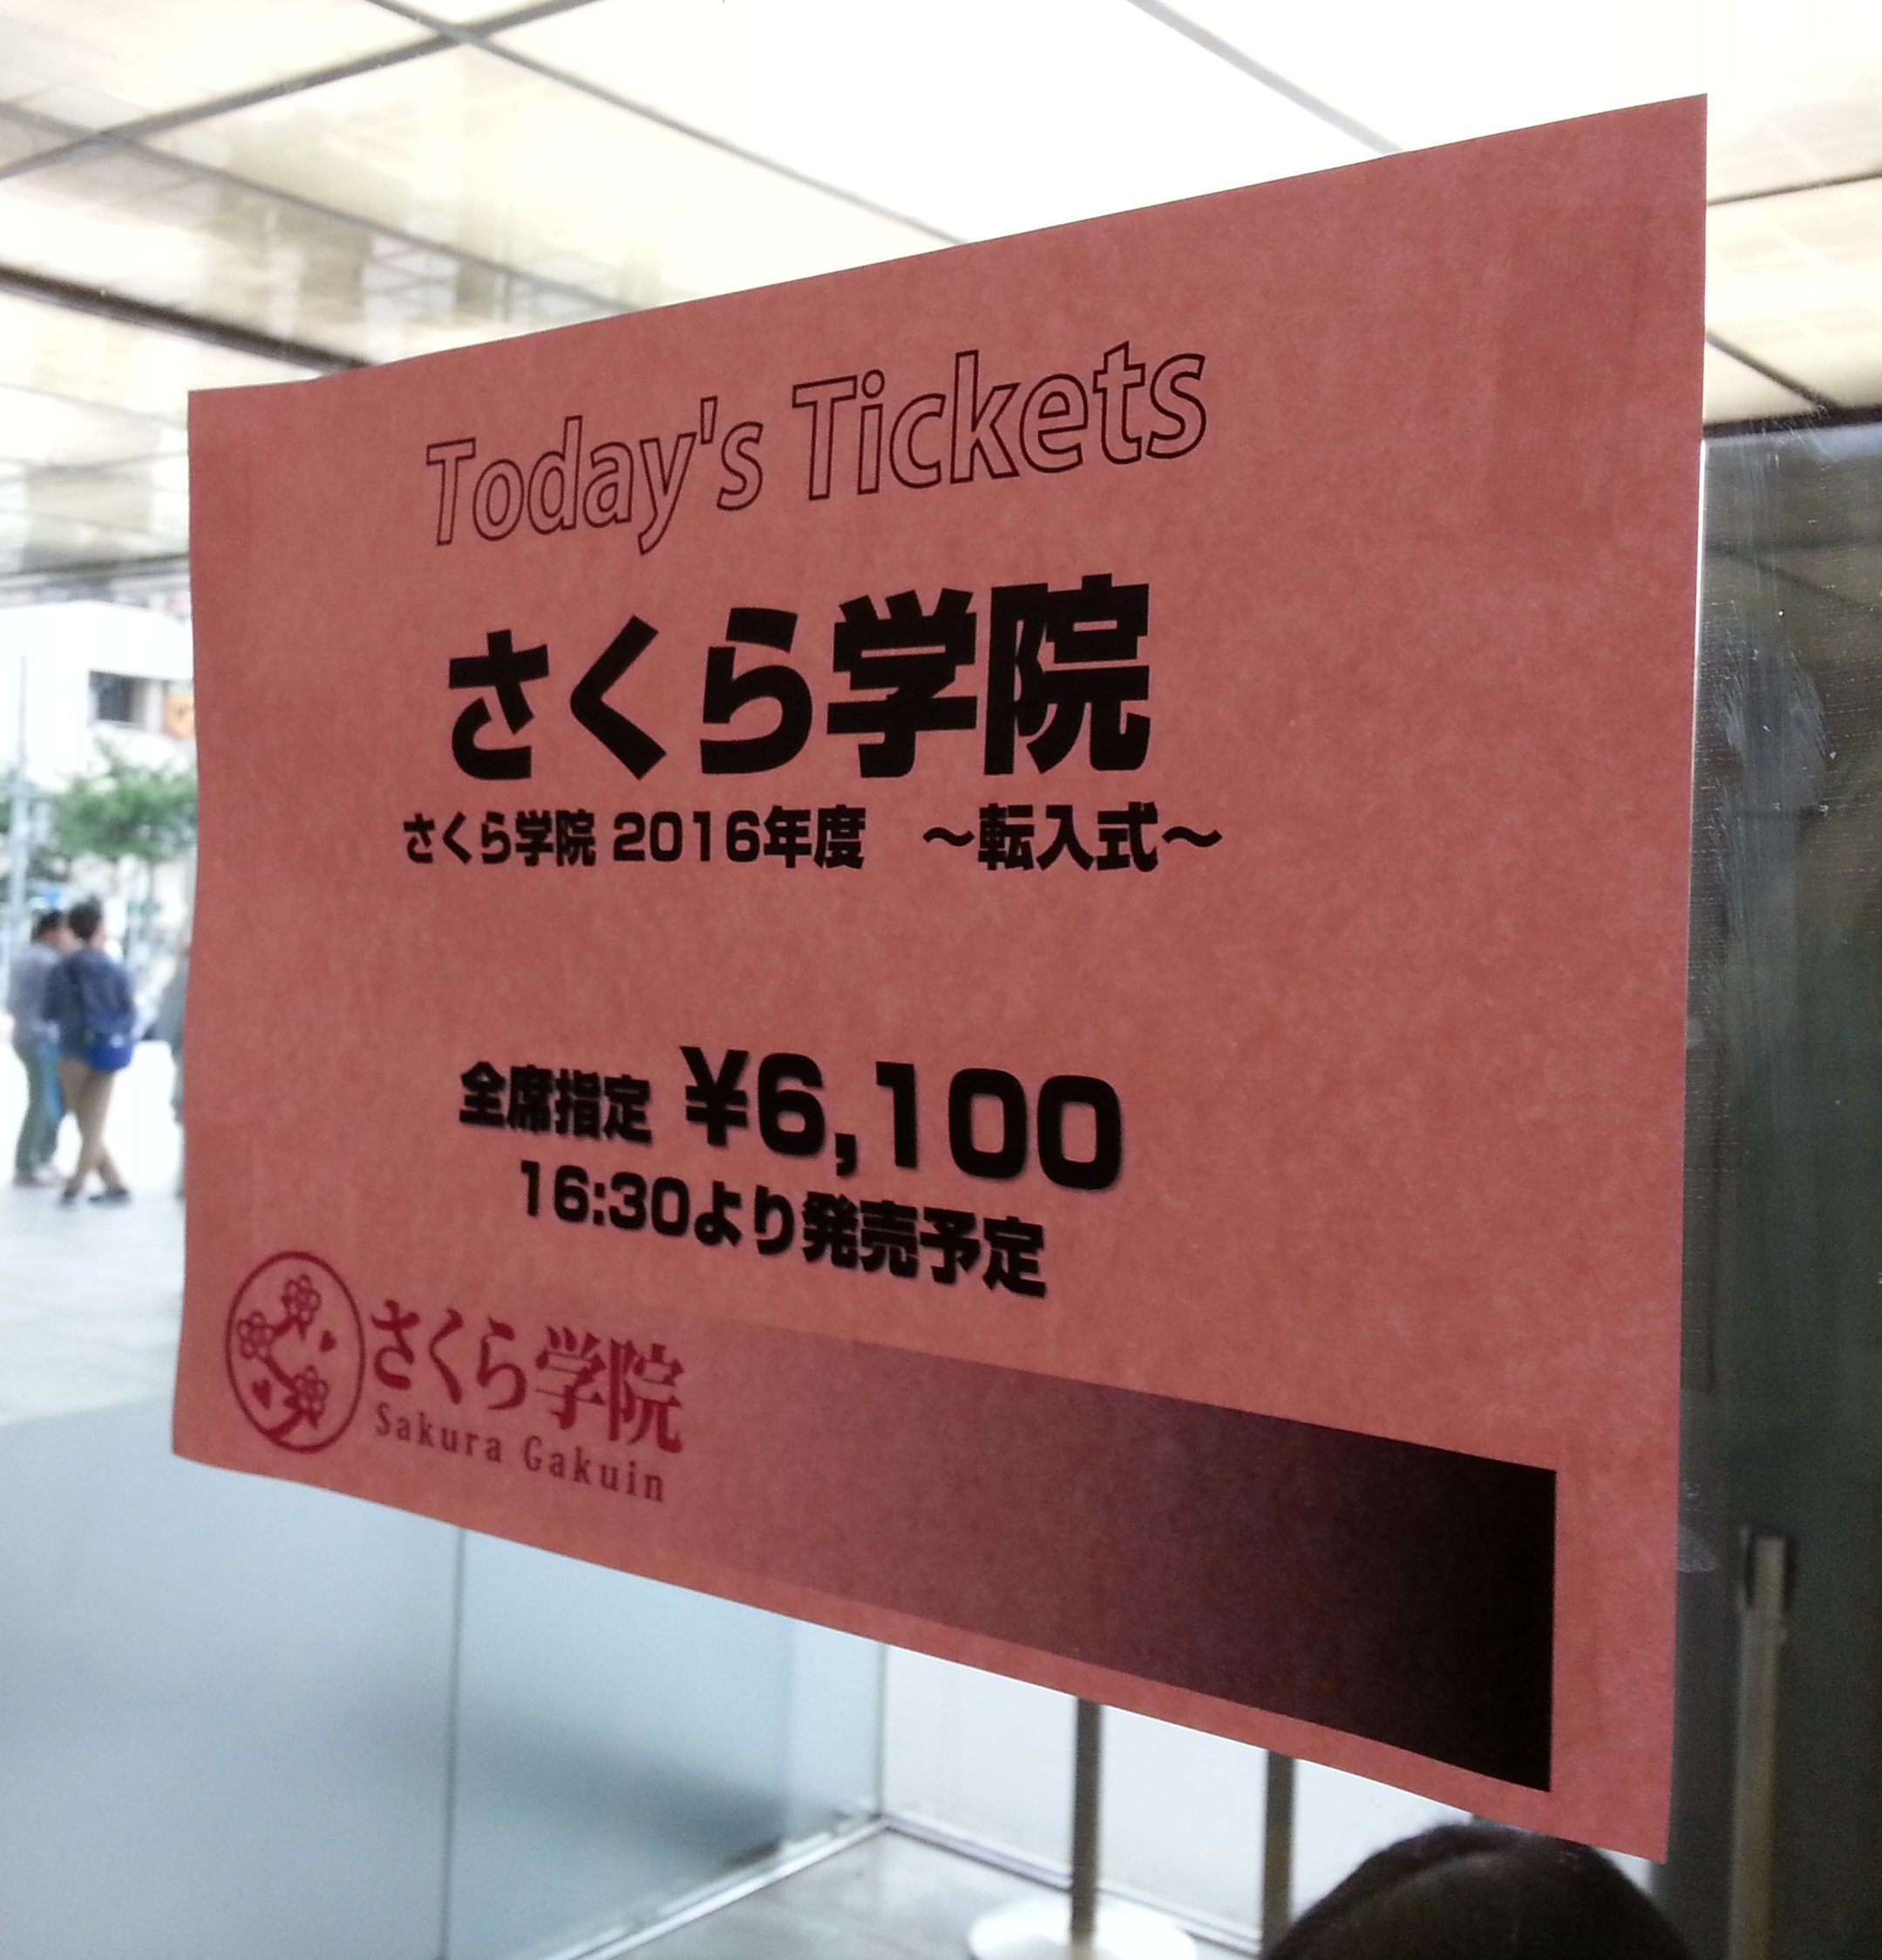 Today's Tickets
さくら学院
さくら学院 2016年度　～転入式～
全席指定 ¥6,100
16:30より発売予定
さくら学院
Sakura Gakuin